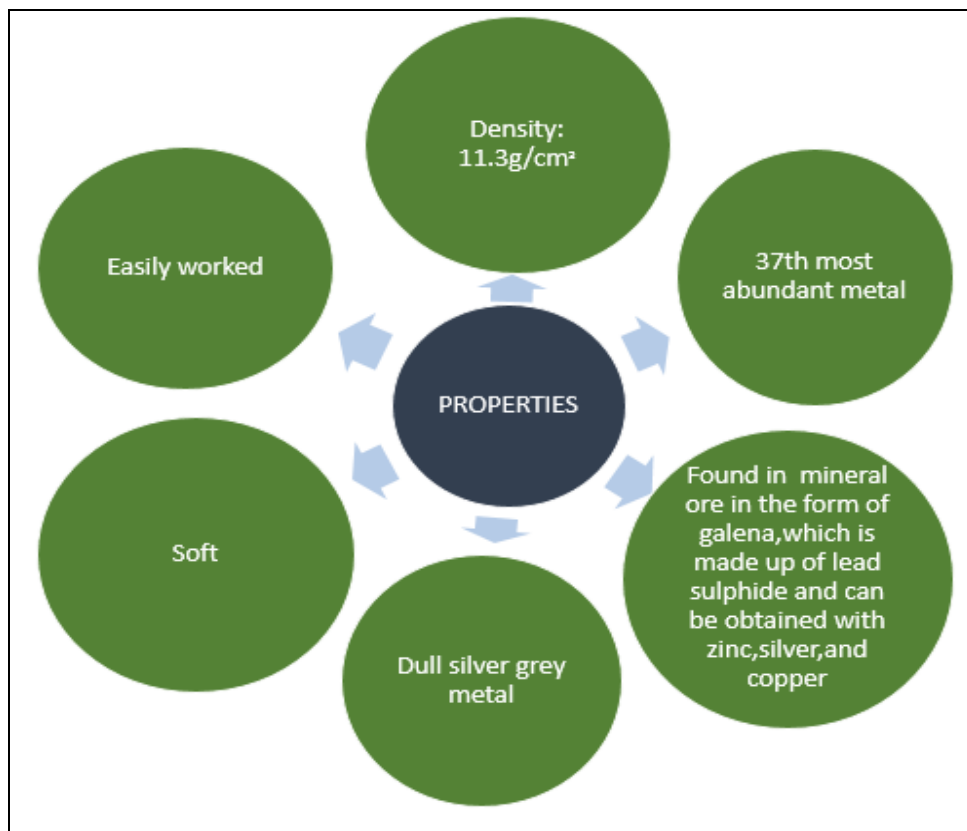 Density:
11.3g/cm²
Easily worked
37th most
abundant metal
PROPERTIES
Soft
Found in  mineral
ore in the form of
galena,which is
made up of lead
sulphide and can
be obtained with
zinc,silver,and
copper
Dull silver grey
metal